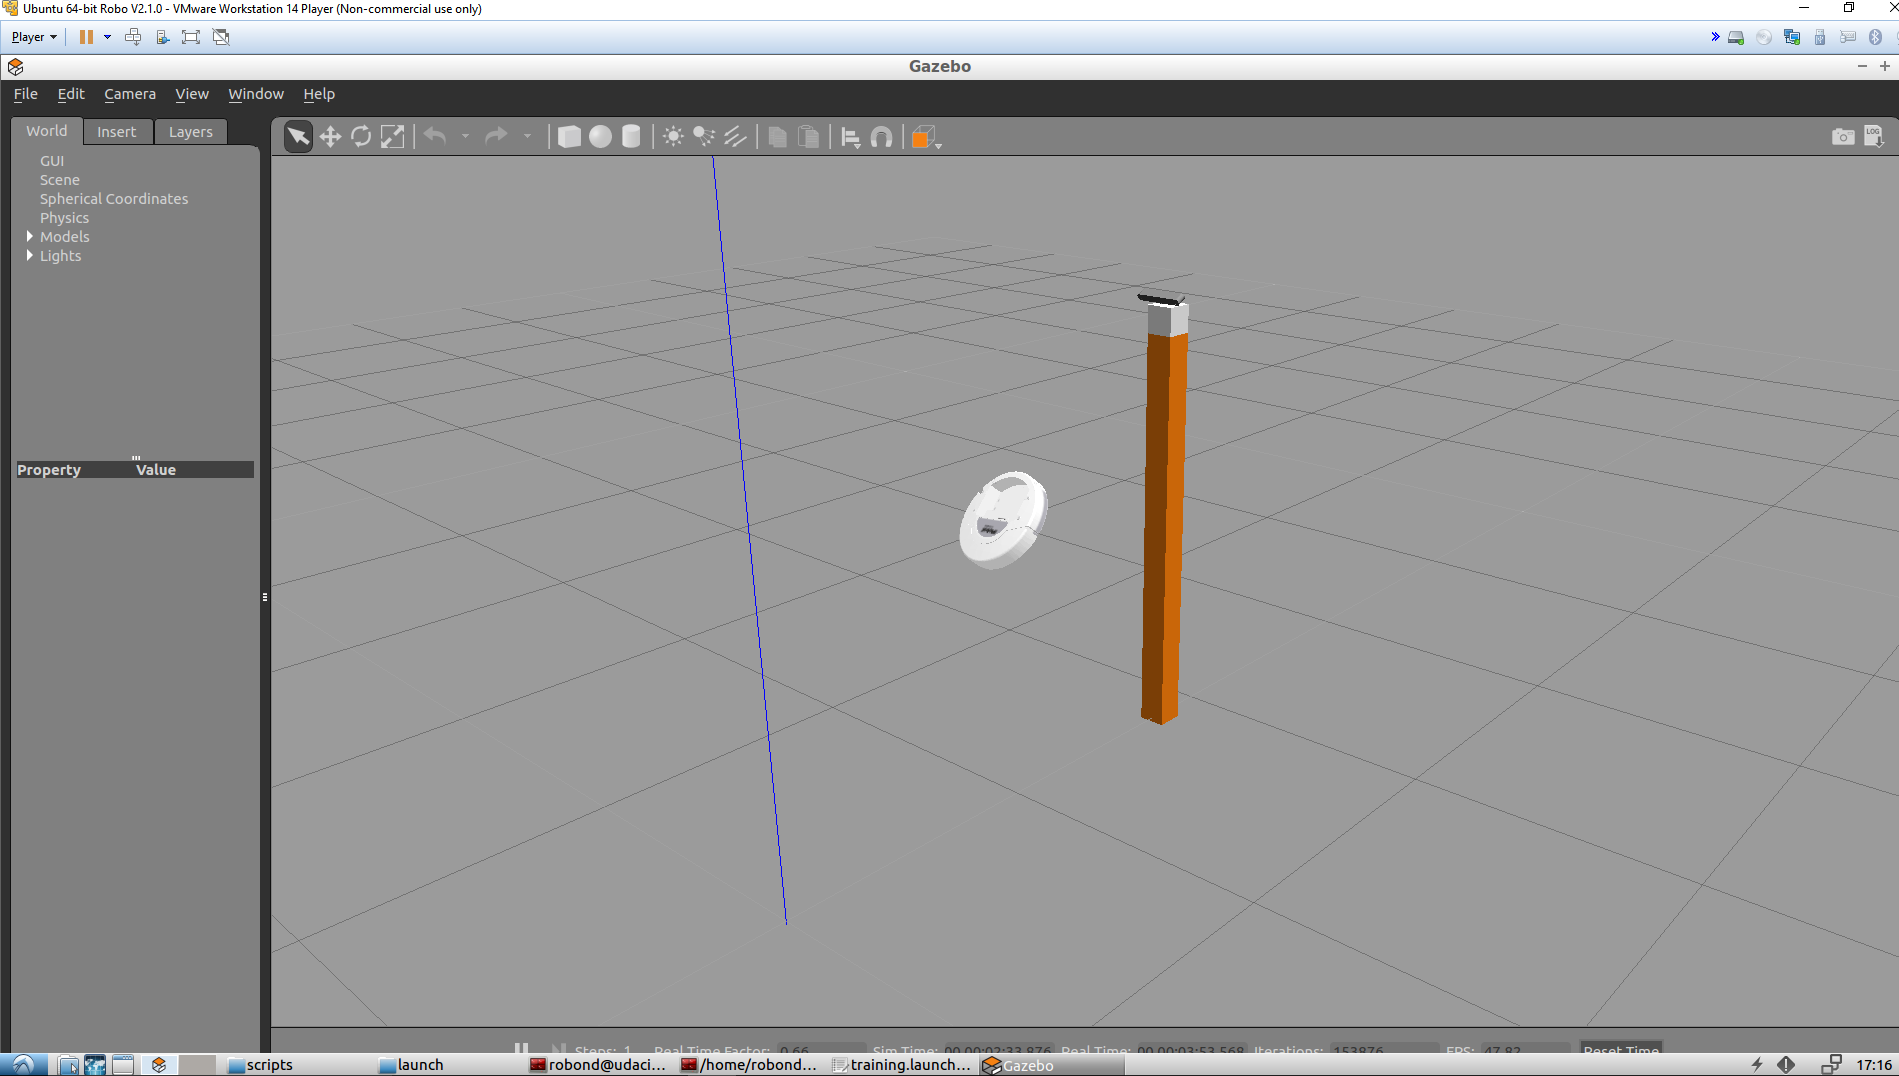 Ubuntu 64-bit Robo V2.1.0 - VMware Workstation 14 Player (Non-commercial use only)
Player
Gazebo
File Edit Camera View Window Help
World Insert Layers
LOG
GUI
Scene
Spherical Coordinates
Physics
Models
Lights
Property Value
Steps: 1 Real Time Factor: 0.66 Sim Time: 00 00:02:33.876 Real Time: 00 00:03:53.568 Iterations: 153876 FPS: 47.82 Reset Time
scripts launch robond@udaci... /home/robond... training.launch... Gazebo 17:16